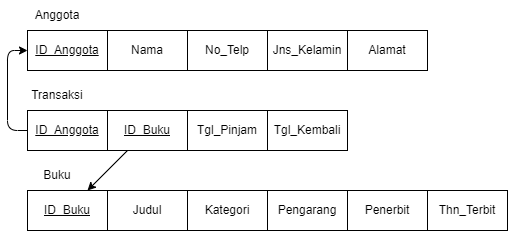 Anggota
ID_Anggota Nama No_Telp Jns_Kelamin Alamat
Transaksi
ID_Anggota ID_Buku Tgl_Pinjam Tgl_Kembali
Buku
ID_Buku Judul Kategori Pengarang Penerbit Thn_Terbit